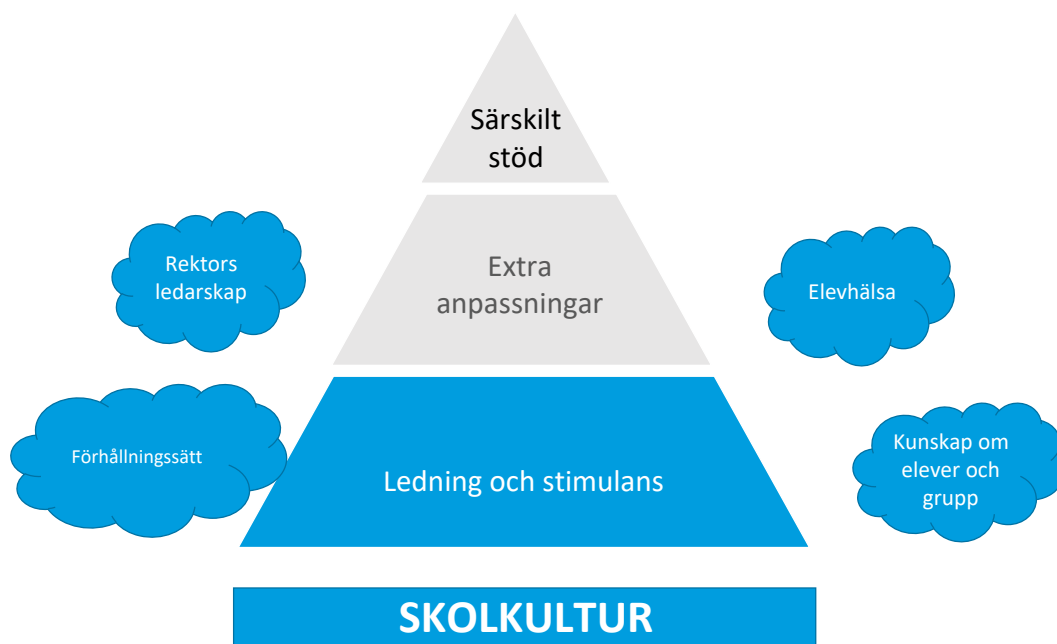 Särskilt
stöd
Rektors
ledarskap
Extra
anpassningar
Elevhälsa
Förhållningssätt
Ledning och stimulans
Kunskap om
elever och
grupp
SKOLKULTUR